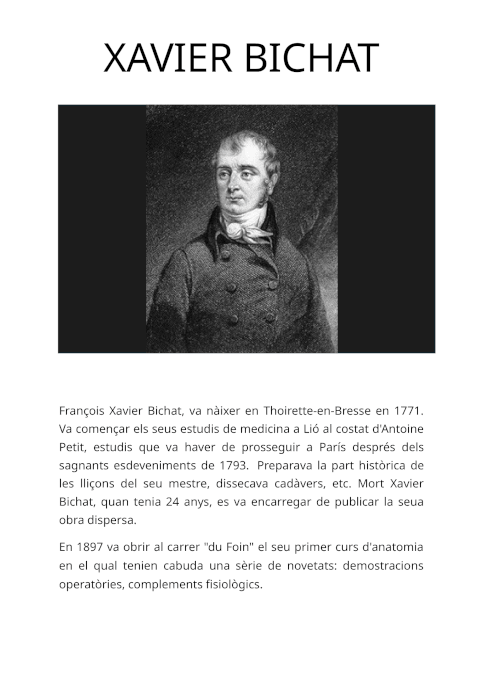 XAVIER BICHAT
François Xavier Bichat, va nàixer en Thoirette-en-Bresse en 1771.
Va començar els seus estudis de medicina a Lió al costat d'Antoine
Petit, estudis que va haver de prosseguir a París després dels
sagnants esdeveniments de 1793. Preparava la part històrica de
les lliçons del seu mestre, dissecava cadàvers, etc. Mort Xavier
Bichat, quan tenia 24 anys, es va encarregar de publicar la seua
obra dispersa.
En 1897 va obrir al carrer "du Foin" el seu primer curs d'anatomia
en el qual tenien cabuda una sèrie de novetats: demostracions
operatòries, complements fisiològics.